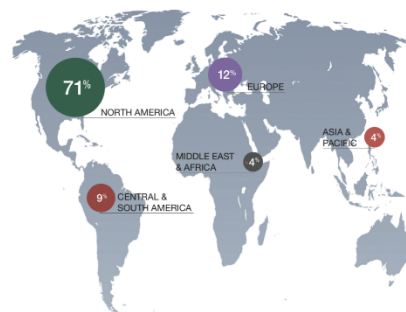 71%
NORTH AMERICA
12%
EUROPE
ASIA &
PACIFIC
4%
MIDDLE EAST
& AFRICA
4%
9%
CENTRAL &
SOUTH AMERICA